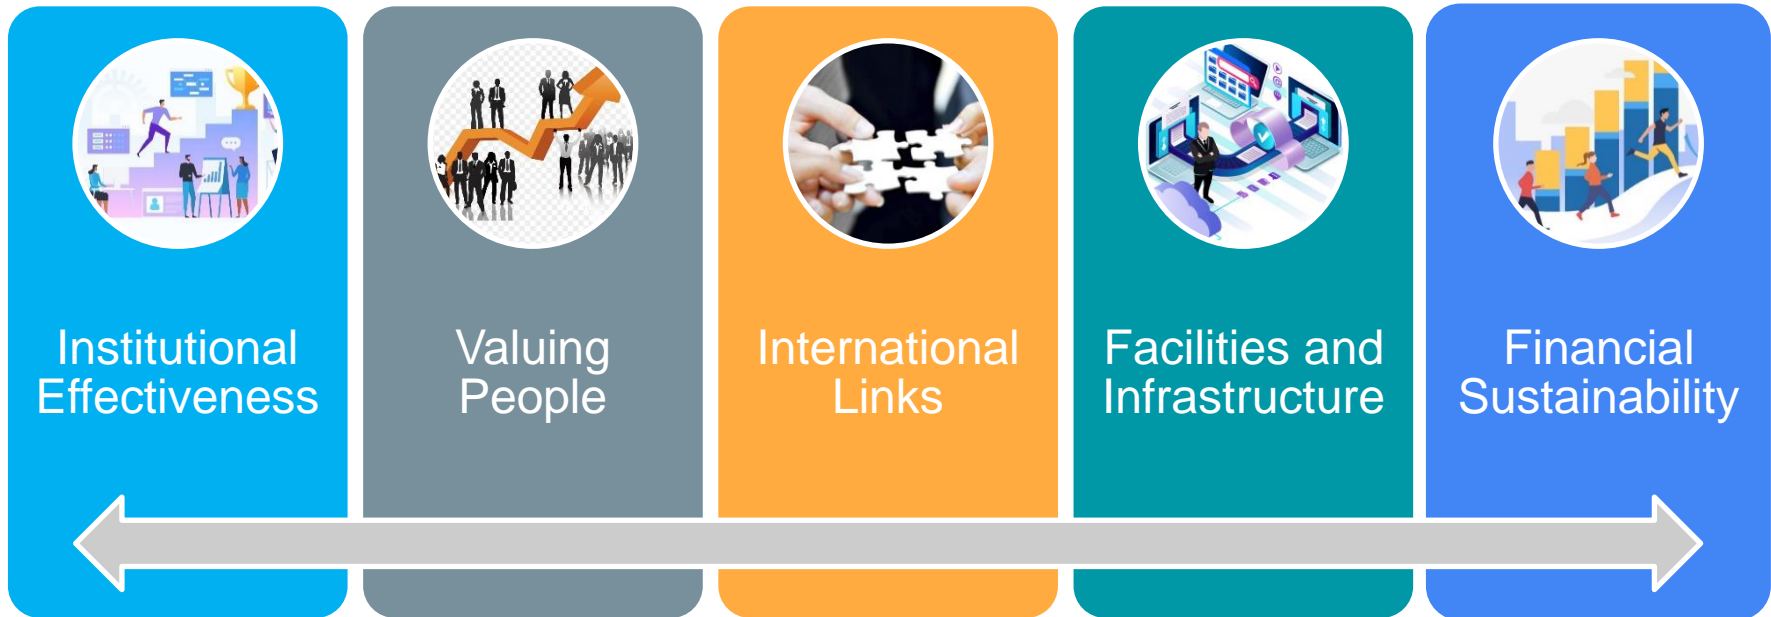 Institutional
Effectiveness
Valuing
People
International
Links
Facilities and
Infrastructure
Financial
Sustainability